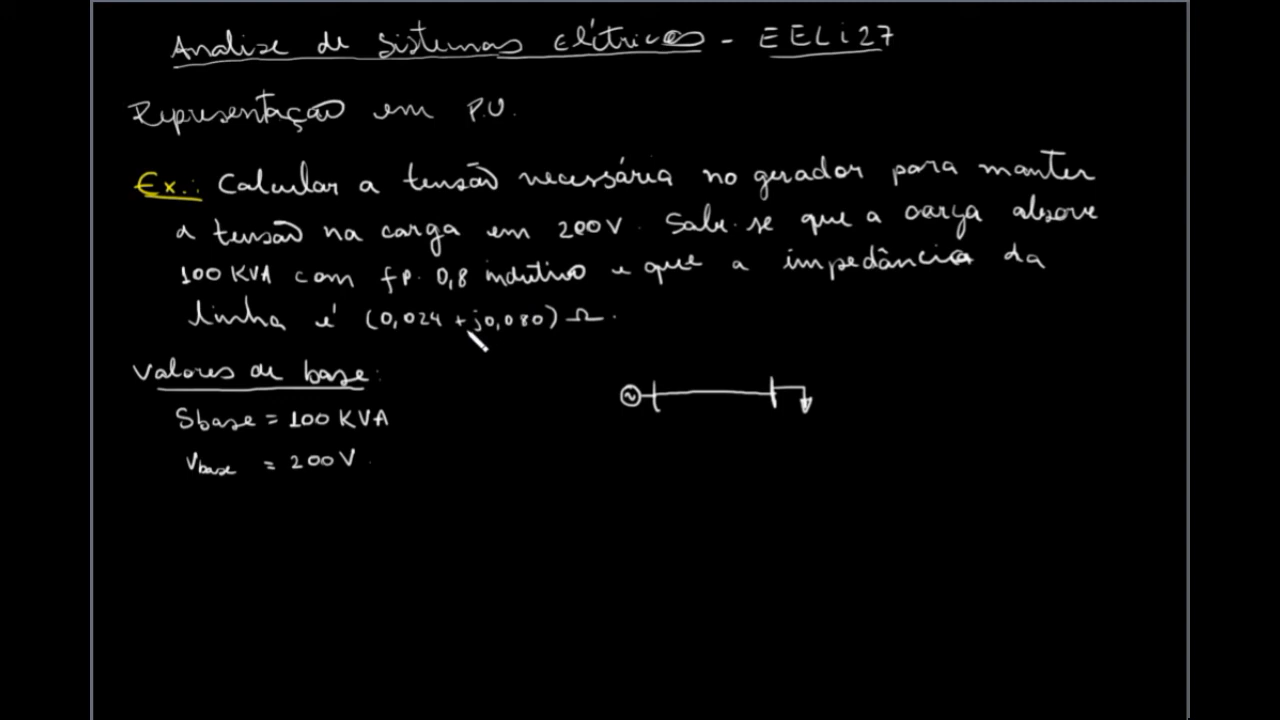 Analise de sistemas elétricos - EELi27
Representação em P.U.
Ex.: Calcular a tensão necessária no gerador para manter
a tensão na carga em 200V. Sabe-se que a carga absorve
100 KVA com fp. 0,8 indutivo e que a impedância da
linha é (0,024 + j0,080) Ω.
Valores de base:
Sbase = 100 KVA
Vbase = 200 V.